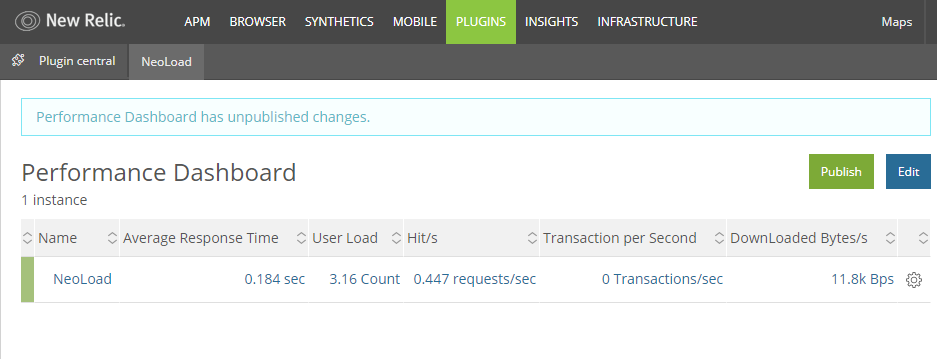 New Relic. APM BROWSER SYNTHETICS MOBILE PLUGINS INSIGHTS INFRASTRUCTURE Maps
Plugin central NeoLoad
Performance Dashboard has unpublished changes.
Performance Dashboard Publish Edit
1 instance
Name Average Response Time User Load Hit/s Transaction per Second DownLoaded Bytes/s
NeoLoad 0.184 sec 3.16 Count 0.447 requests/sec 0 Transactions/sec 11.8k Bps